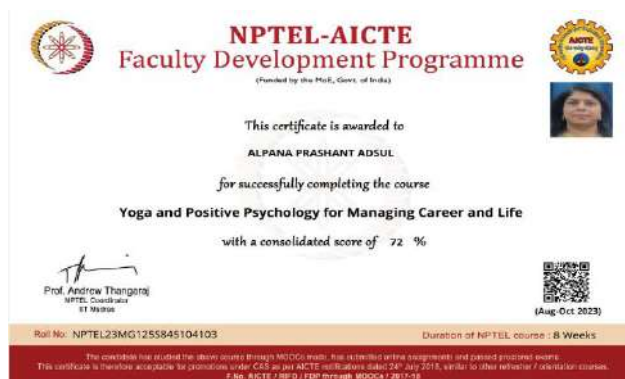 NPTEL-AICTE
Faculty Development Programme
(Funded by the MoE, Govt. of India)
AICTE
This certificate is awarded to
ALPANA PRASHANT ADSUL
for successfully completing the course
Yoga and Positive Psychology for Managing Career and Life
with a consolidated score of 72 %
Prof. Andrew Thangaraj
NPTEL Coordinator
IIT Madras
(Aug-Oct 2023)
Roll No: NPTEL23MG125S845104103
Duration of NPTEL course : 8 Weeks
The candidate has studied the above course through MOOCs mode, has submitted online assignments and passed proctored exams.
This certificate is therefore acceptable for promotions under CAS as per AICTE notifications dated 24th July 2018, similar to other refresher / orientation courses.
F.No. AICTE / RIFD / FDP through MOOCs / 2017-18